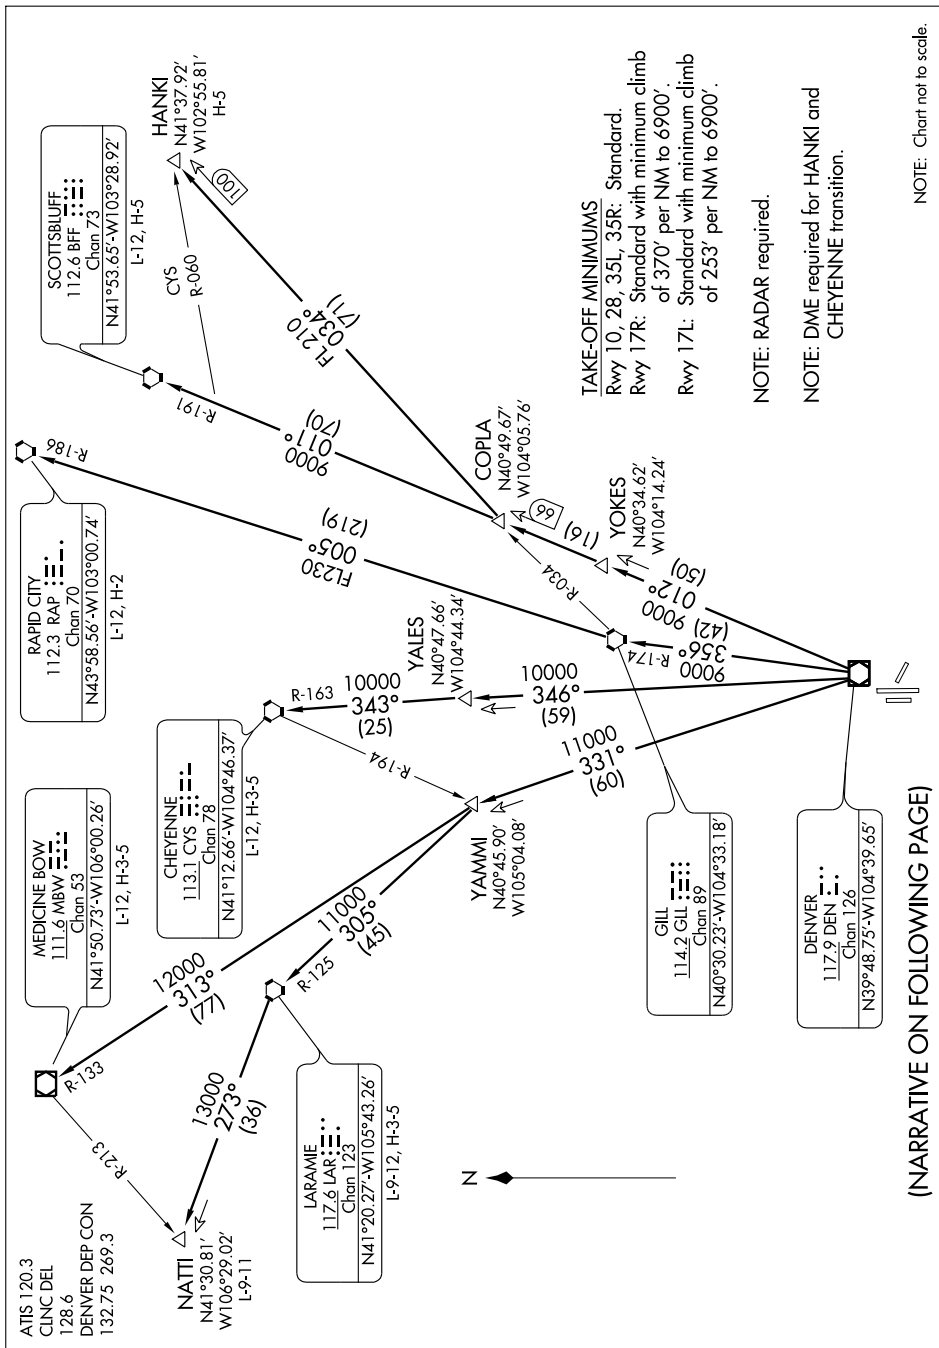 ATIS 120.3
CLNC DEL
128.6
DENVER DEP CON
132.75 269.3
MEDICINE BOW
111.6 MBW
Chan 53
N41°50.73'-W106°00.26'
L-12, H-3-5
RAPID CITY
112.3 RAP
Chan 70
N43°58.56'-W103°00.74'
L-12, H-2
SCOTTSBLUFF
112.6 BFF
Chan 73
N41°53.65'-W103°28.92'
L-12, H-5
HANKI
N41°37.92'
W102°55.81'
H-5
100
CYS
R-060
R-186
R-191
R-133
R-213
NATTI
N41°30.81'
W106°29.02'
L-9-11
12000
313°
(77)
13000
273°
(36)
CHEYENNE
113.1 CYS
Chan 78
N41°12.66'-W104°46.37'
L-12, H-3-5
R-163
R-194
10000
343°
(25)
YALES
N40°47.66'
W104°44.34'
FL230
005°
(219)
9000
011°
(70)
FL210
034°
(71)
LARAMIE
117.6 LAR
Chan 123
N41°20.27'-W105°43.26'
L-9-12, H-3-5
R-125
11000
305°
(45)
YAMMI
N40°45.90'
W105°04.08'
COPLA
N40°49.67'
W104°05.76'
66
(16)
R-034
YOKES
N40°34.62'
W104°14.24'
N
11000
331°
(60)
10000
346°
(59)
R-174
9000
356°
(42)
9000
012°
(50)
GILL
114.2 GLL
Chan 89
N40°30.23'-W104°33.18'
DENVER
117.9 DEN
Chan 126
N39°48.75'-W104°39.65'
TAKE-OFF MINIMUMS
Rwy 10, 28, 35L, 35R: Standard.
Rwy 17R: Standard with minimum climb
of 370' per NM to 6900'.
Rwy 17L: Standard with minimum climb
of 253' per NM to 6900'.
NOTE: RADAR required.
NOTE: DME required for HANKI and
CHEYENNE transition.
NOTE: Chart not to scale.
(NARRATIVE ON FOLLOWING PAGE)